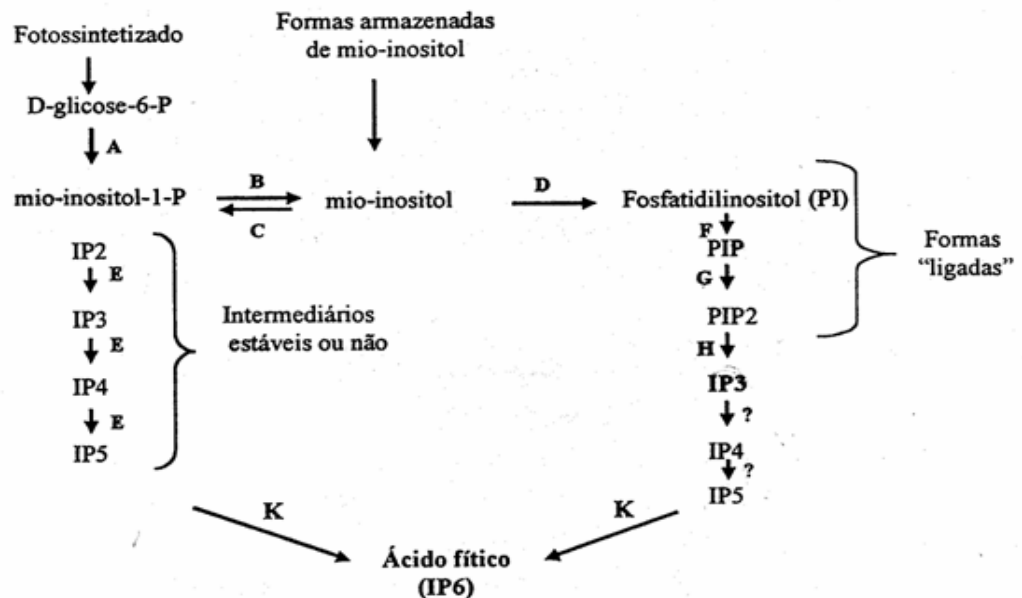 Fotossintetizado
Formas armazenadas
de mio-inositol
D-glicose-6-P
A
mio-inositol-1-P
B
C
mio-inositol
D
Fosfatidilinositol (PI)
F
PIP
G
PIP2
H
IP3
?
IP4
?
IP5
Formas
“ligadas”
IP2
E
IP3
E
IP4
E
IP5
Intermediários
estáveis ou não
K
K
Ácido fítico
(IP6)